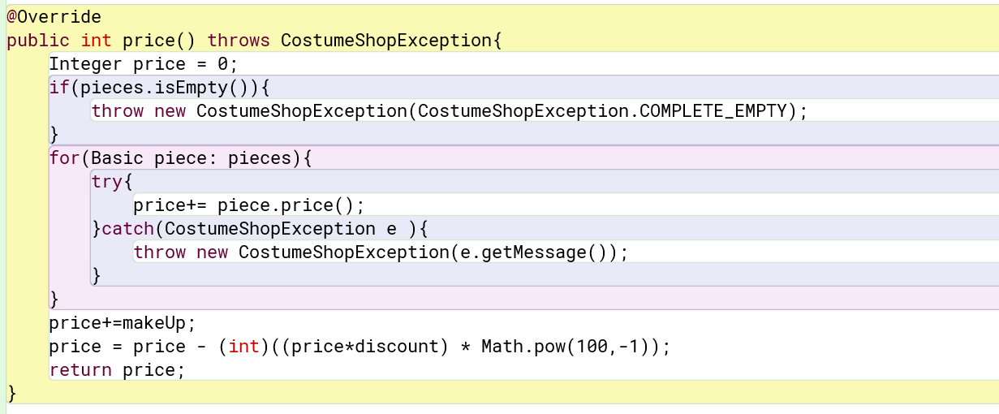 @Override
public int price() throws CostumeShopException{
    Integer price = 0;
    if(pieces.isEmpty()){
        throw new CostumeShopException(CostumeShopException.COMPLETE_EMPTY);
    }
    for(Basic piece: pieces){
        try{
            price+= piece.price();
        }catch(CostumeShopException e ){
            throw new CostumeShopException(e.getMessage());
        }
    }
    price+=makeUp;
    price = price - (int)((price*discount) * Math.pow(100,-1));
    return price;
}